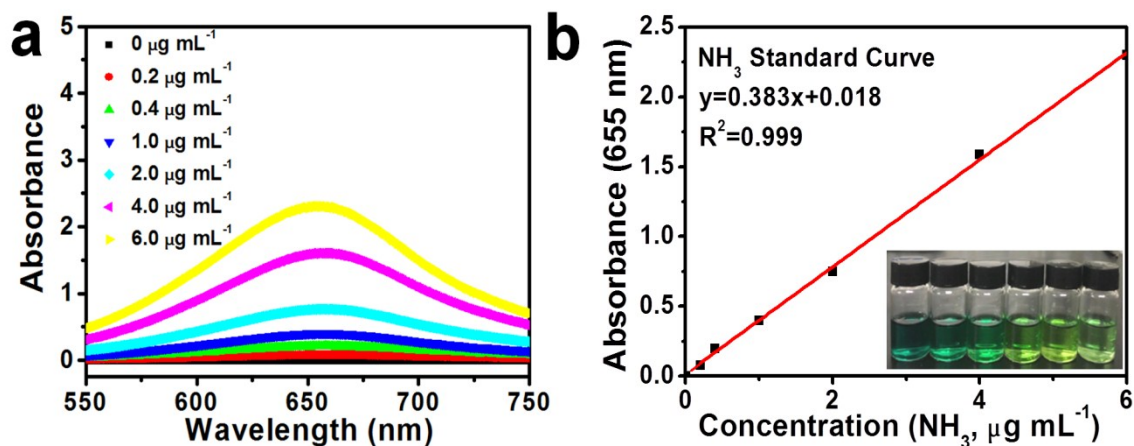 a
5
4
3
2
1
0
Absorbance
550 600 650 700 750
Wavelength (nm)
0 μg mL⁻¹
0.2 μg mL⁻¹
0.4 μg mL⁻¹
1.0 μg mL⁻¹
2.0 μg mL⁻¹
4.0 μg mL⁻¹
6.0 μg mL⁻¹
b
2.5
2.0
1.5
1.0
0.5
0.0
Absorbance (655 nm)
NH₃ Standard Curve
y=0.383x+0.018
R²=0.999
0 2 4 6
Concentration (NH₃, μg mL⁻¹)